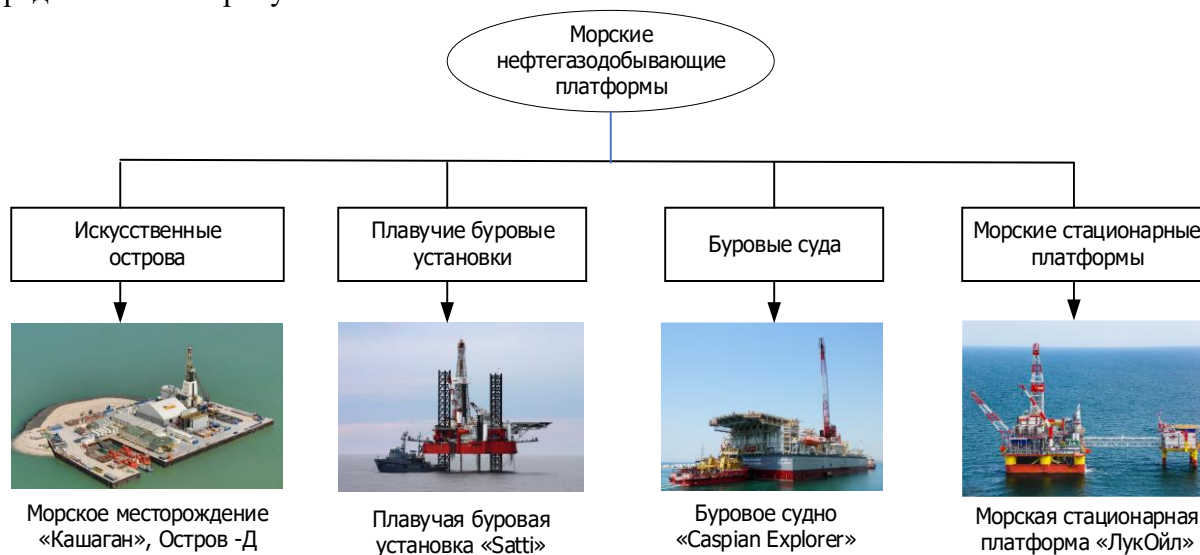 Морские
нефтегазодобывающие
платформы
Искусственные
острова
Плавучие буровые
установки
Буровые суда
Морские стационарные
платформы
Морское месторождение
«Кашаган», Остров -Д
Плавучая буровая
установка «Satti»
Буровое судно
«Caspian Explorer»
Морская стационарная
платформа «ЛукОйл»